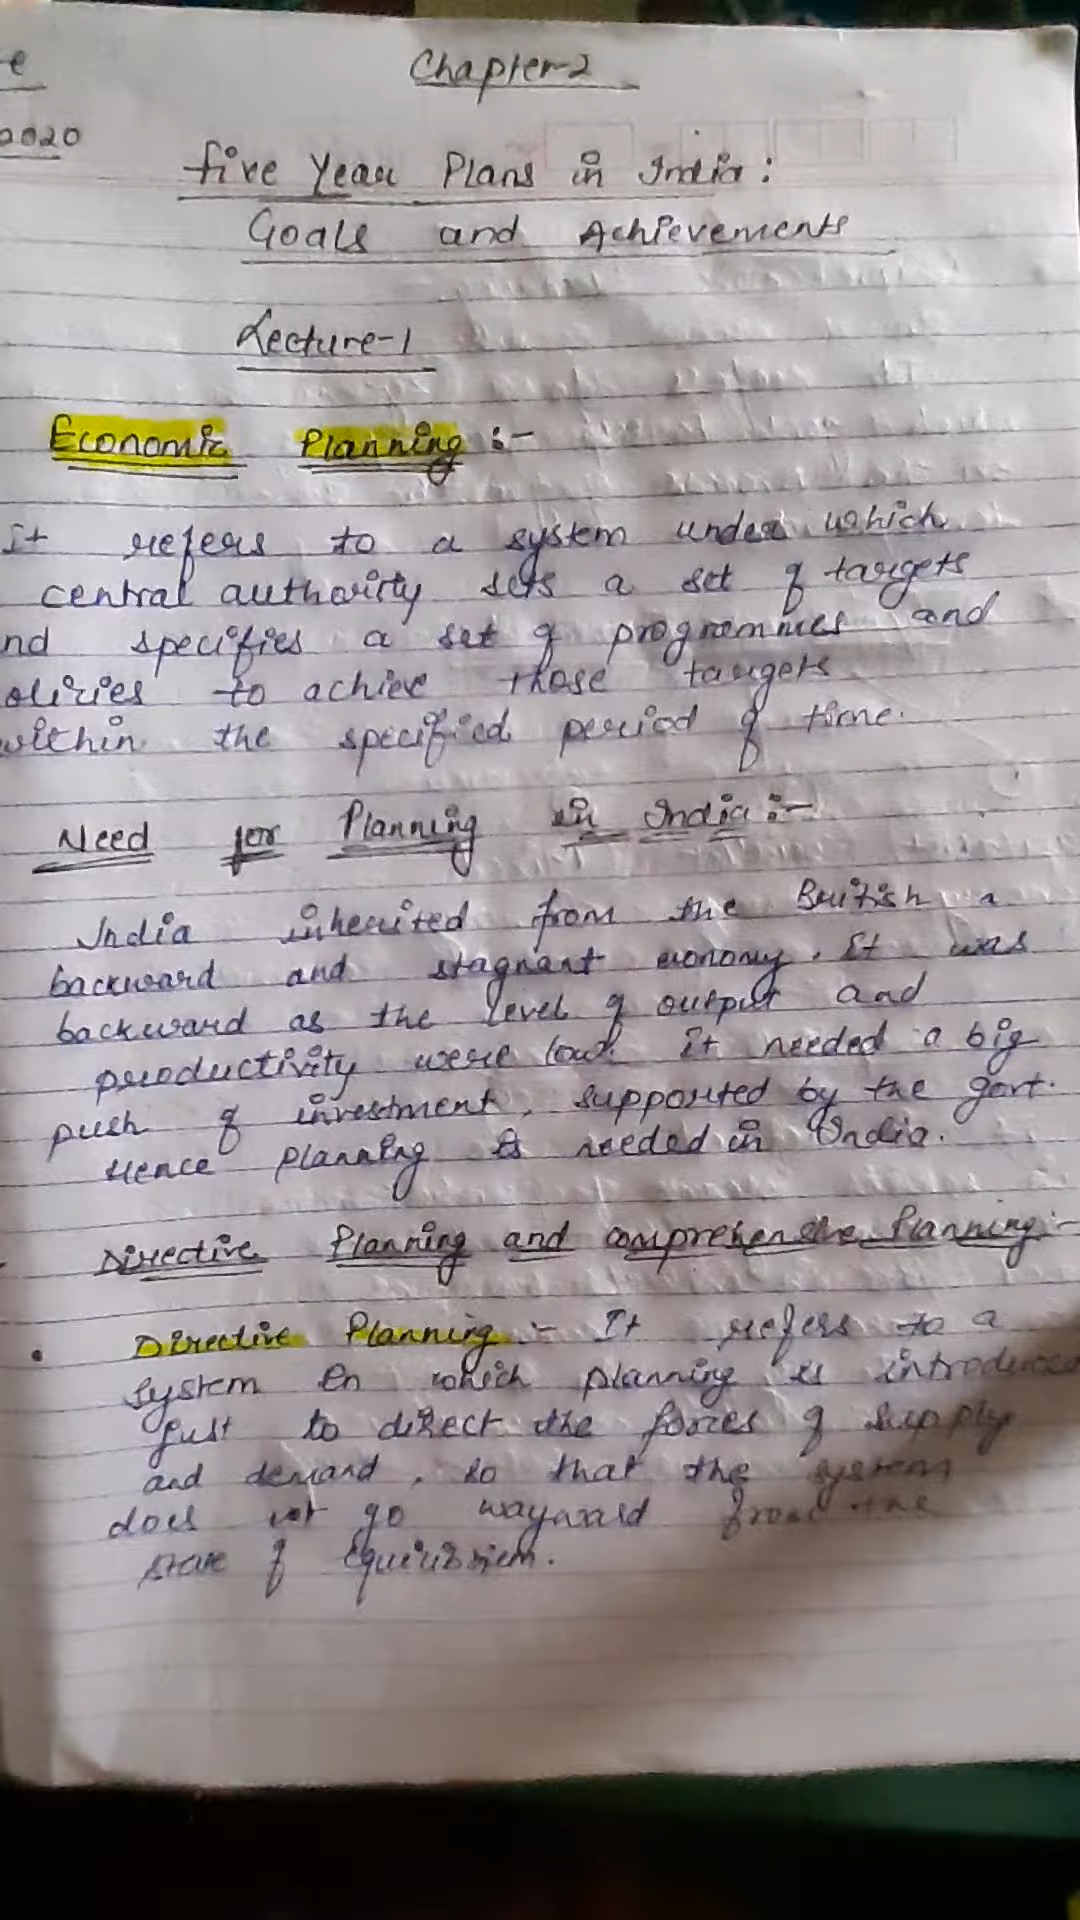 e
Chapter-2
2020
five Year Plans in India :
Goals and Achievements
Lecture-1
Economic Planning :-
It refers to a system under which
central authority sets a set of targets
nd specifies a set of programmes and
olicies to achieve those targets
within the specified period of time.
Need for Planning in India :-
India inherited from the British a
backward and stagnant economy. It was
backward as the level of output and
productivity were low. It needed a big
push of investment, supported by the govt.
Hence planning is needed in India.
Directive Planning and comprehensive Planning:-
• Directive Planning :- It refers to a
system in which planning is introduced
just to direct the forces of supply
and demand, so that the system
does not go wayward from the
state of equilibrium.